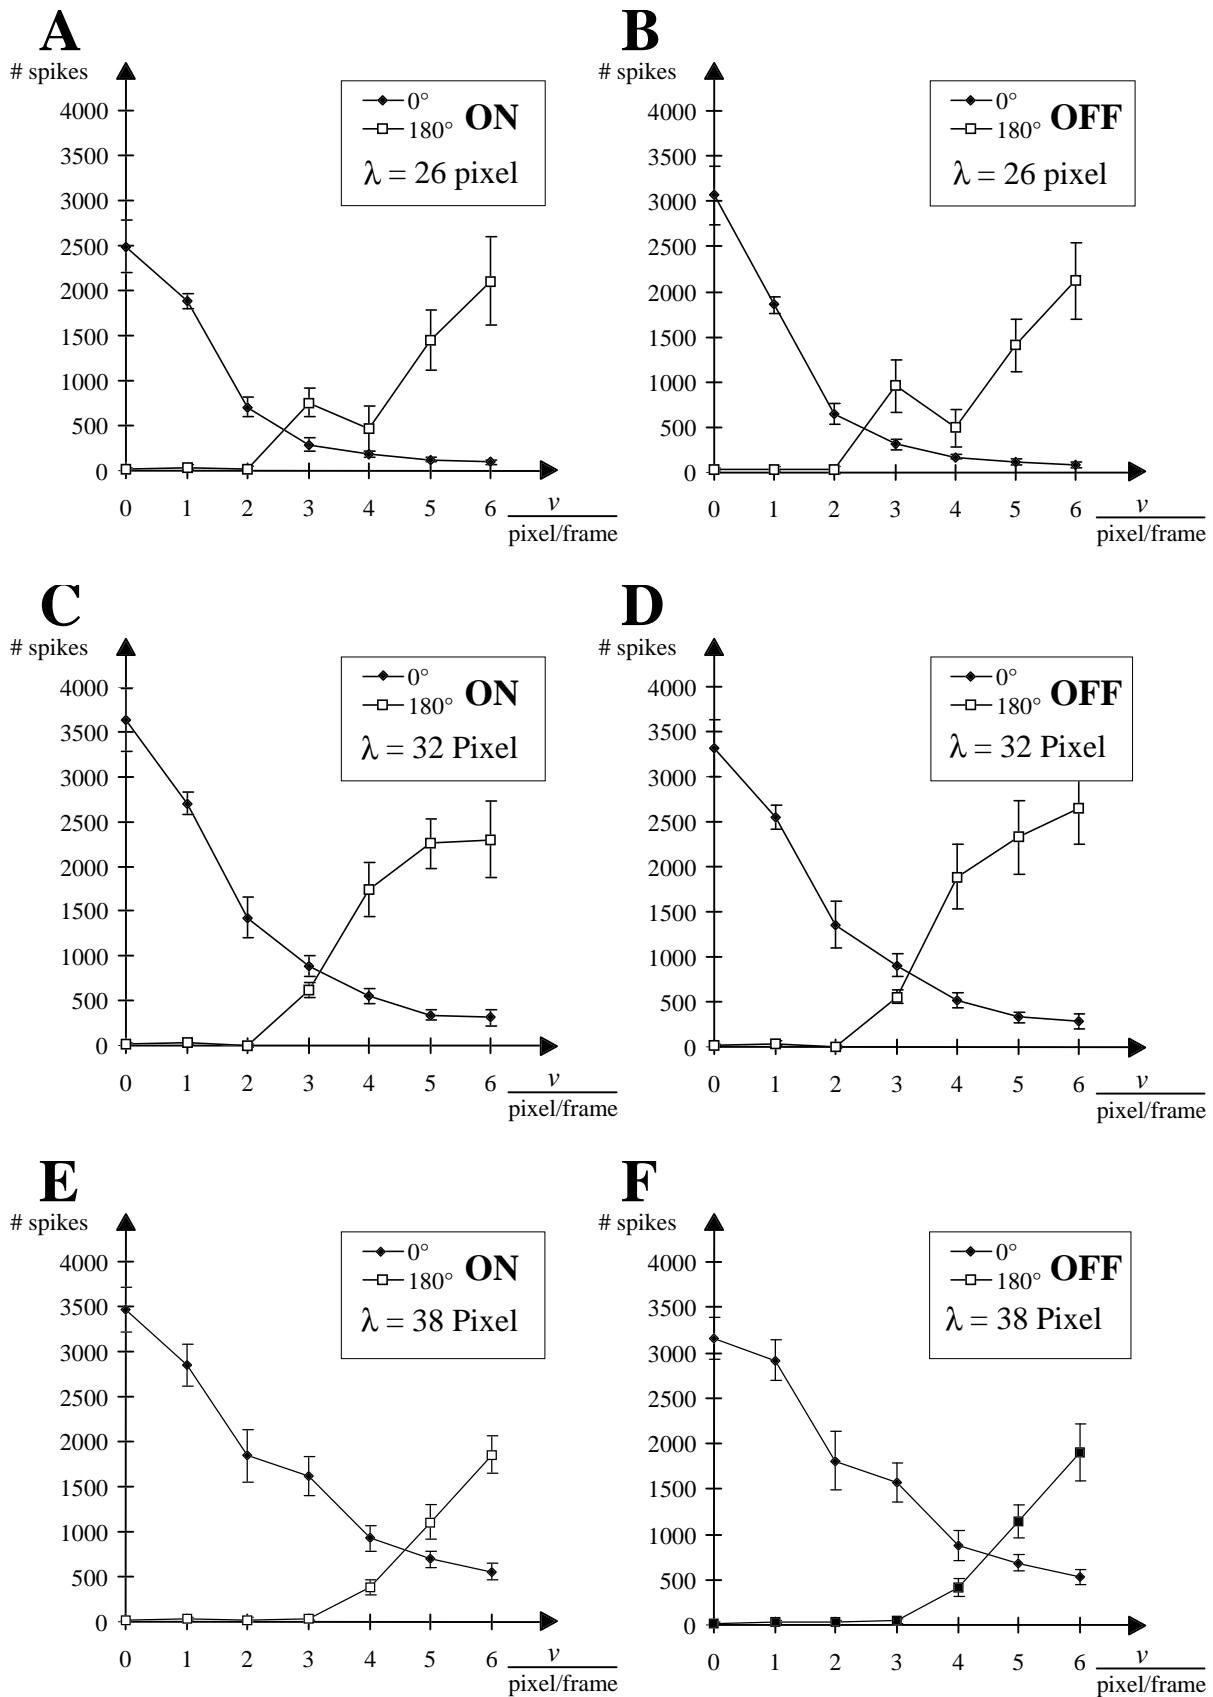 A
# spikes
4000
3500
3000
2500
2000
1500
1000
500
0
0 1 2 3 4 5 6
v
pixel/frame
0°
180°
ON
λ = 26 pixel
B
# spikes
4000
3500
3000
2500
2000
1500
1000
500
0
0 1 2 3 4 5 6
v
pixel/frame
0°
180°
OFF
λ = 26 pixel
C
# spikes
4000
3500
3000
2500
2000
1500
1000
500
0
0 1 2 3 4 5 6
v
pixel/frame
0°
180°
ON
λ = 32 Pixel
D
# spikes
4000
3500
3000
2500
2000
1500
1000
500
0
0 1 2 3 4 5 6
v
pixel/frame
0°
180°
OFF
λ = 32 Pixel
E
# spikes
4000
3500
3000
2500
2000
1500
1000
500
0
0 1 2 3 4 5 6
v
pixel/frame
0°
180°
ON
λ = 38 Pixel
F
# spikes
4000
3500
3000
2500
2000
1500
1000
500
0
0 1 2 3 4 5 6
v
pixel/frame
0°
180°
OFF
λ = 38 Pixel